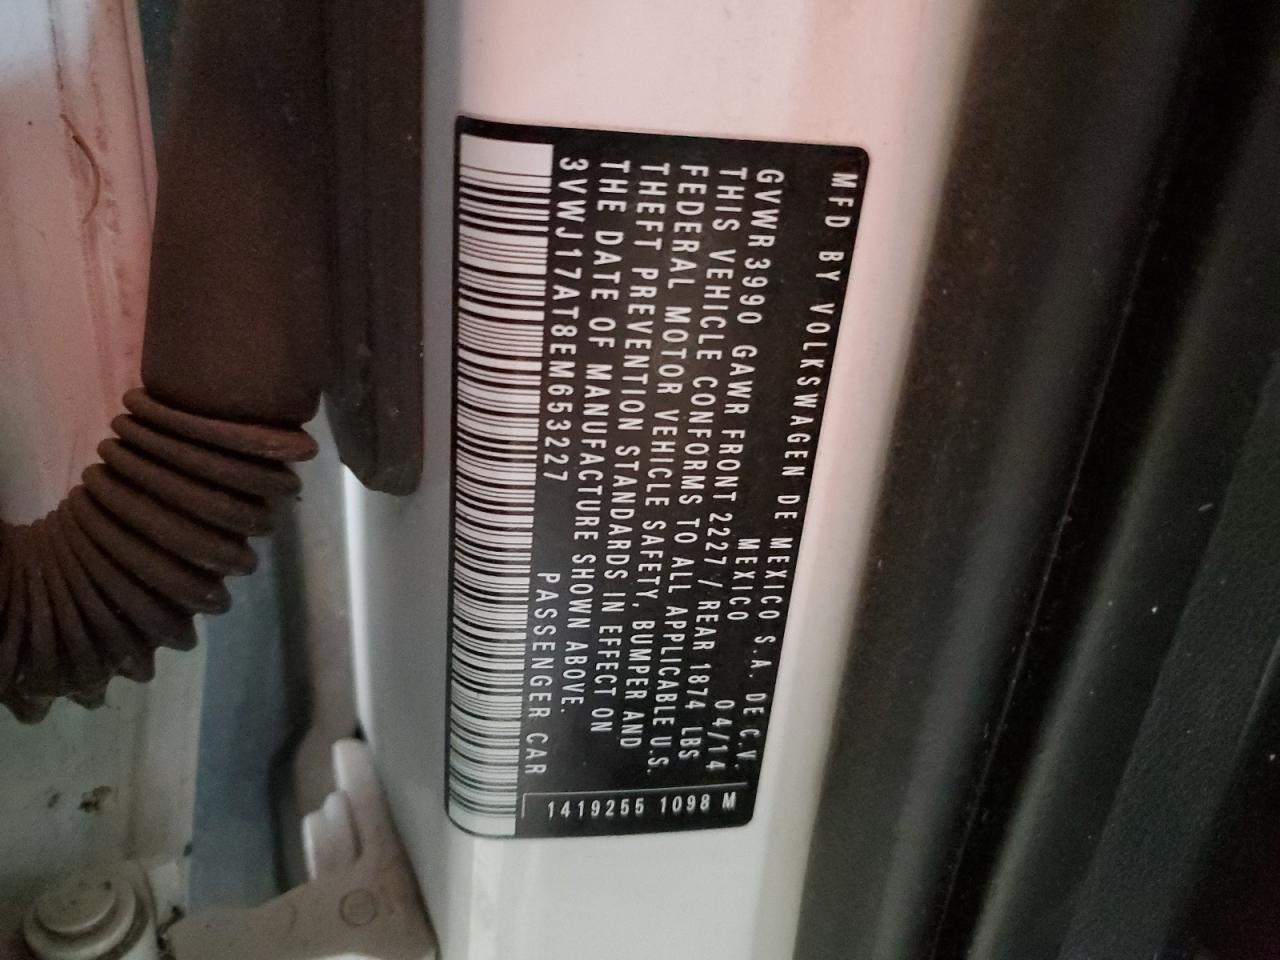 MFD BY VOLKSWAGEN DE MEXICO S.A. DE C.V.
MEXICO 04/14
GVWR3990 GAWR FRONT 2227 / REAR 1874 LBS
THIS VEHICLE CONFORMS TO ALL APPLICABLE U.S.
FEDERAL MOTOR VEHICLE SAFETY, BUMPER AND
THEFT PREVENTION STANDARDS IN EFFECT ON
THE DATE OF MANUFACTURE SHOWN ABOVE.
3VWJ17AT8EM653227 PASSENGER CAR
1419255 1098 M